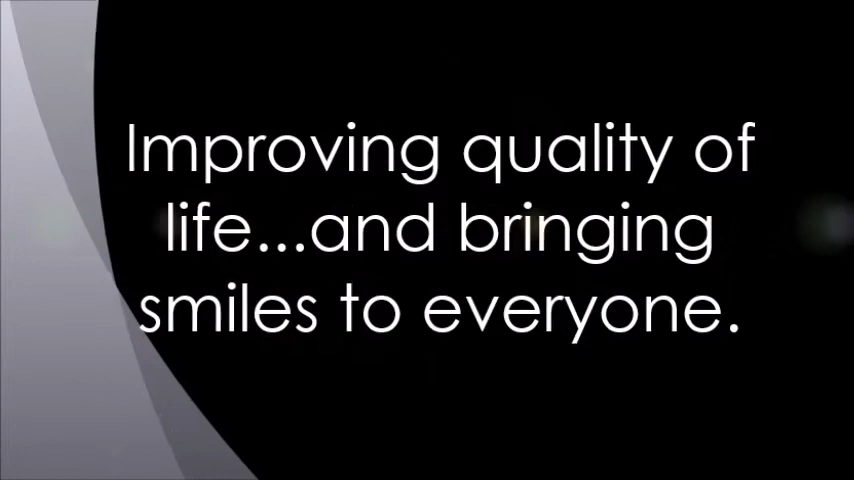 Improving quality of
life...and bringing
smiles to everyone.